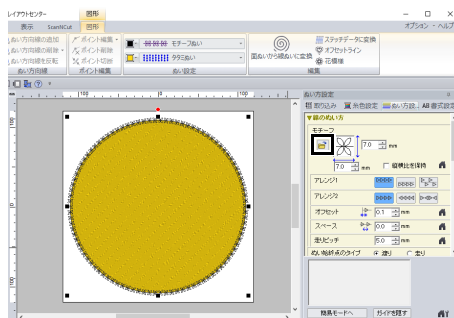 レイアウトセンター 図形
表示 ScanNCut 図形 オプション・ヘルプ
ぬい方向線の追加 ポイント編集 モチーフぬい ステッチデータに変換
ぬい方向線の削除 ポイント削除 タタミぬい 面ぬいから線ぬいに変換 オフセットライン
ぬい方向線を反転 ポイント切断 花模様
ぬい方向線 ポイント編集 ぬい設定 編集
100 0 100
ぬい方設定
取り込み 糸色設定 ぬい方設... AB 書式設定
▼線のぬい方
モチーフ
7.0 mm
7.0 mm 縦横比を保持
アレンジ1
アレンジ2
オフセット 0.1 mm
スペース 0.0 mm
走りピッチ 5.0 mm
ぬい始終点のタイプ 渡り 走り
簡易モードへ ガイドを隠す